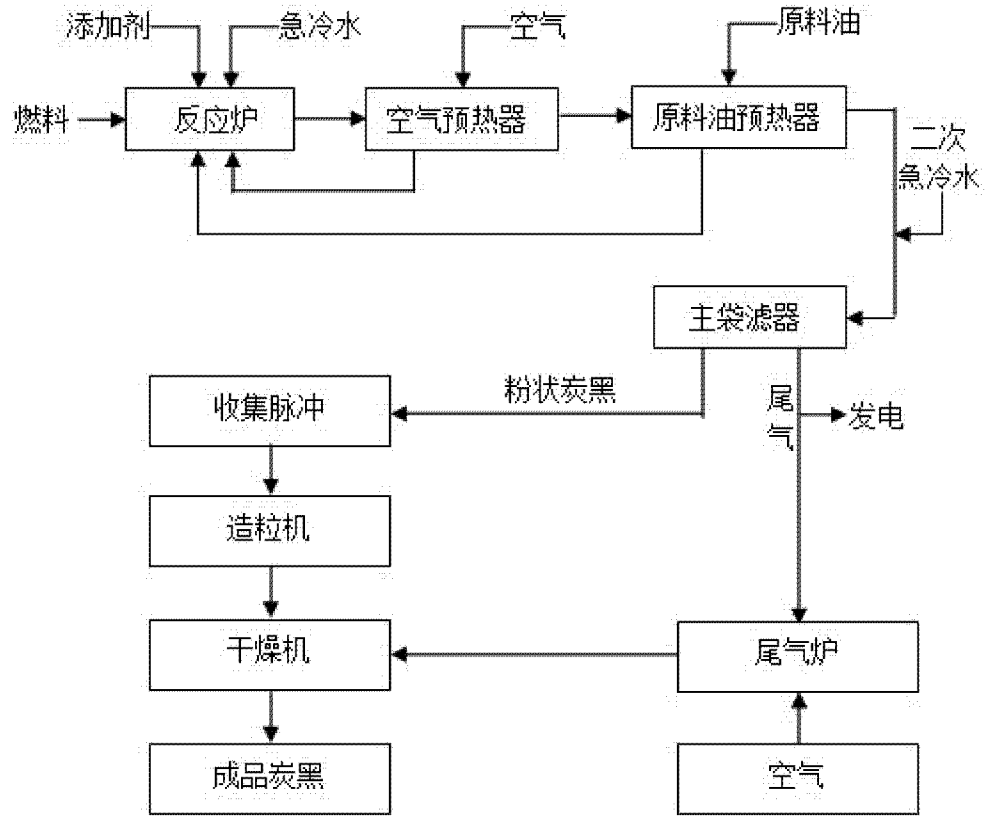 添加剂
急冷水
空气
原料油
燃料
反应炉
空气预热器
原料油预热器
二次
急冷水
主袋滤器
粉状炭黑
尾
气
发电
收集脉冲
造粒机
干燥机
尾气炉
成品炭黑
空气